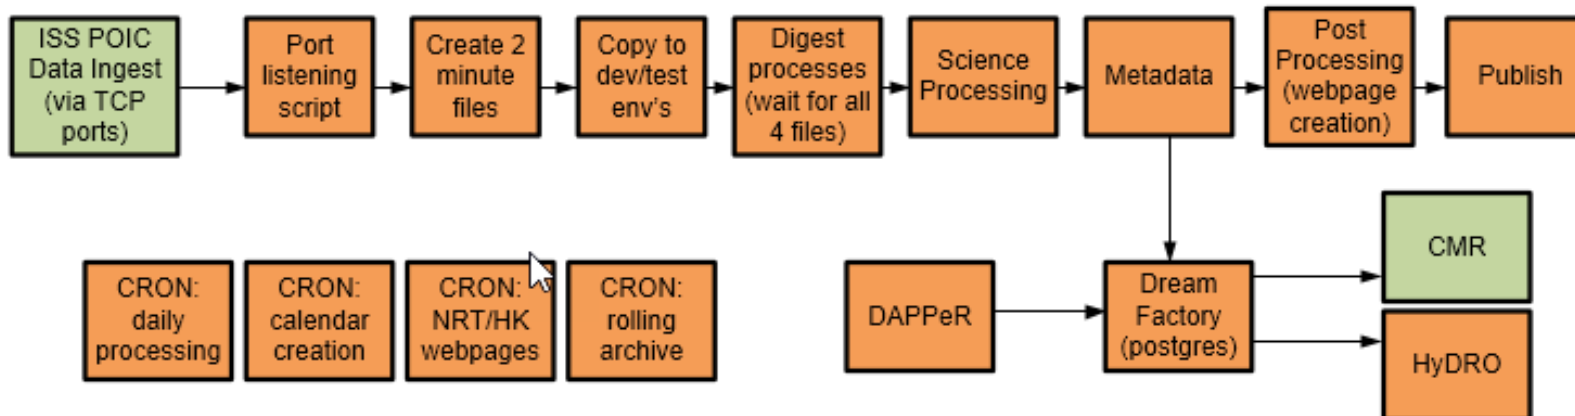 ISS POIC
Data Ingest
(via TCP
ports)
Port
listening
script
Create 2
minute
files
Copy to
dev/test
env's
Digest
processes
(wait for all
4 files)
Science
Processing
Metadata
Post
Processing
(webpage
creation)
Publish
CRON:
daily
processing
CRON:
calendar
creation
CRON:
NRT/HK
webpages
CRON:
rolling
archive
DAPPeR
Dream
Factory
(postgres)
CMR
HyDRO